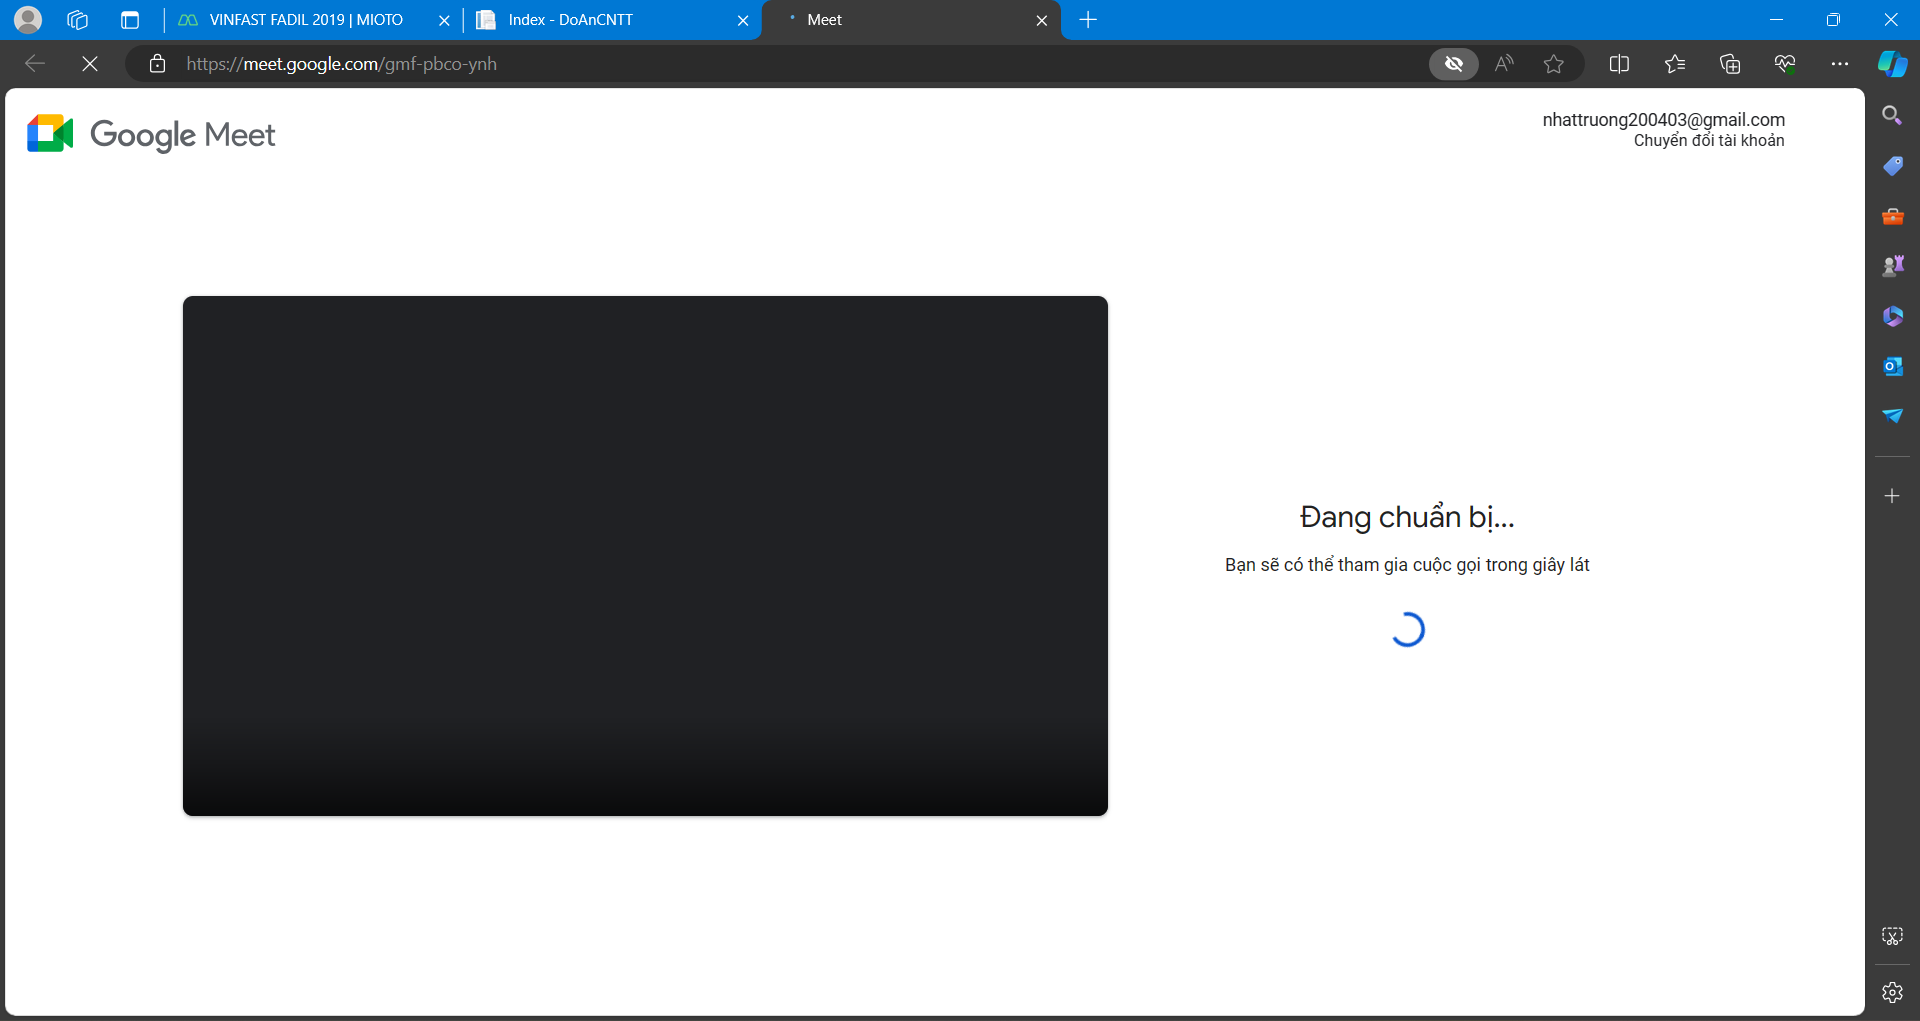 VINFAST FADIL 2019 | MIOTO
Index - DoAnCNTT
Meet
https://meet.google.com/gmf-pbco-ynh
Google Meet
nhattruong200403@gmail.com
Chuyển đổi tài khoản
Đang chuẩn bị...
Bạn sẽ có thể tham gia cuộc gọi trong giây lát